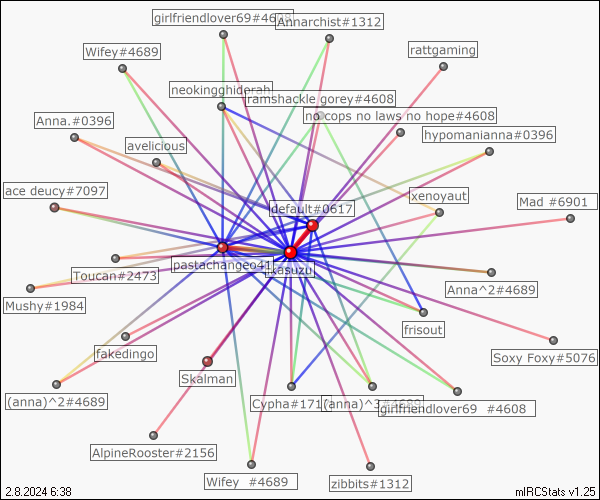 girlfriendlover69#4608
Annarchist#1312
Wifey#4689
rattgaming
neokingghiderah
ramshackle gorey#4608
no cops no laws no hope#4608
Anna.#0396
hypomanianna#0396
avelicious
ace deucy#7097
xenoyaut
Mad #6901
default#0617
pastachangeo41
kasuzu
Toucan#2473
Anna^2#4689
Mushy#1984
frisout
fakedingo
Soxy Foxy#5076
Skalman
(anna)^2#4689
Cypha#171
(anna)^3#4689
girlfriendlover69 #4608
AlpineRooster#2156
Wifey #4689
zibbits#1312
2.8.2024 6:38
mIRCStats v1.25